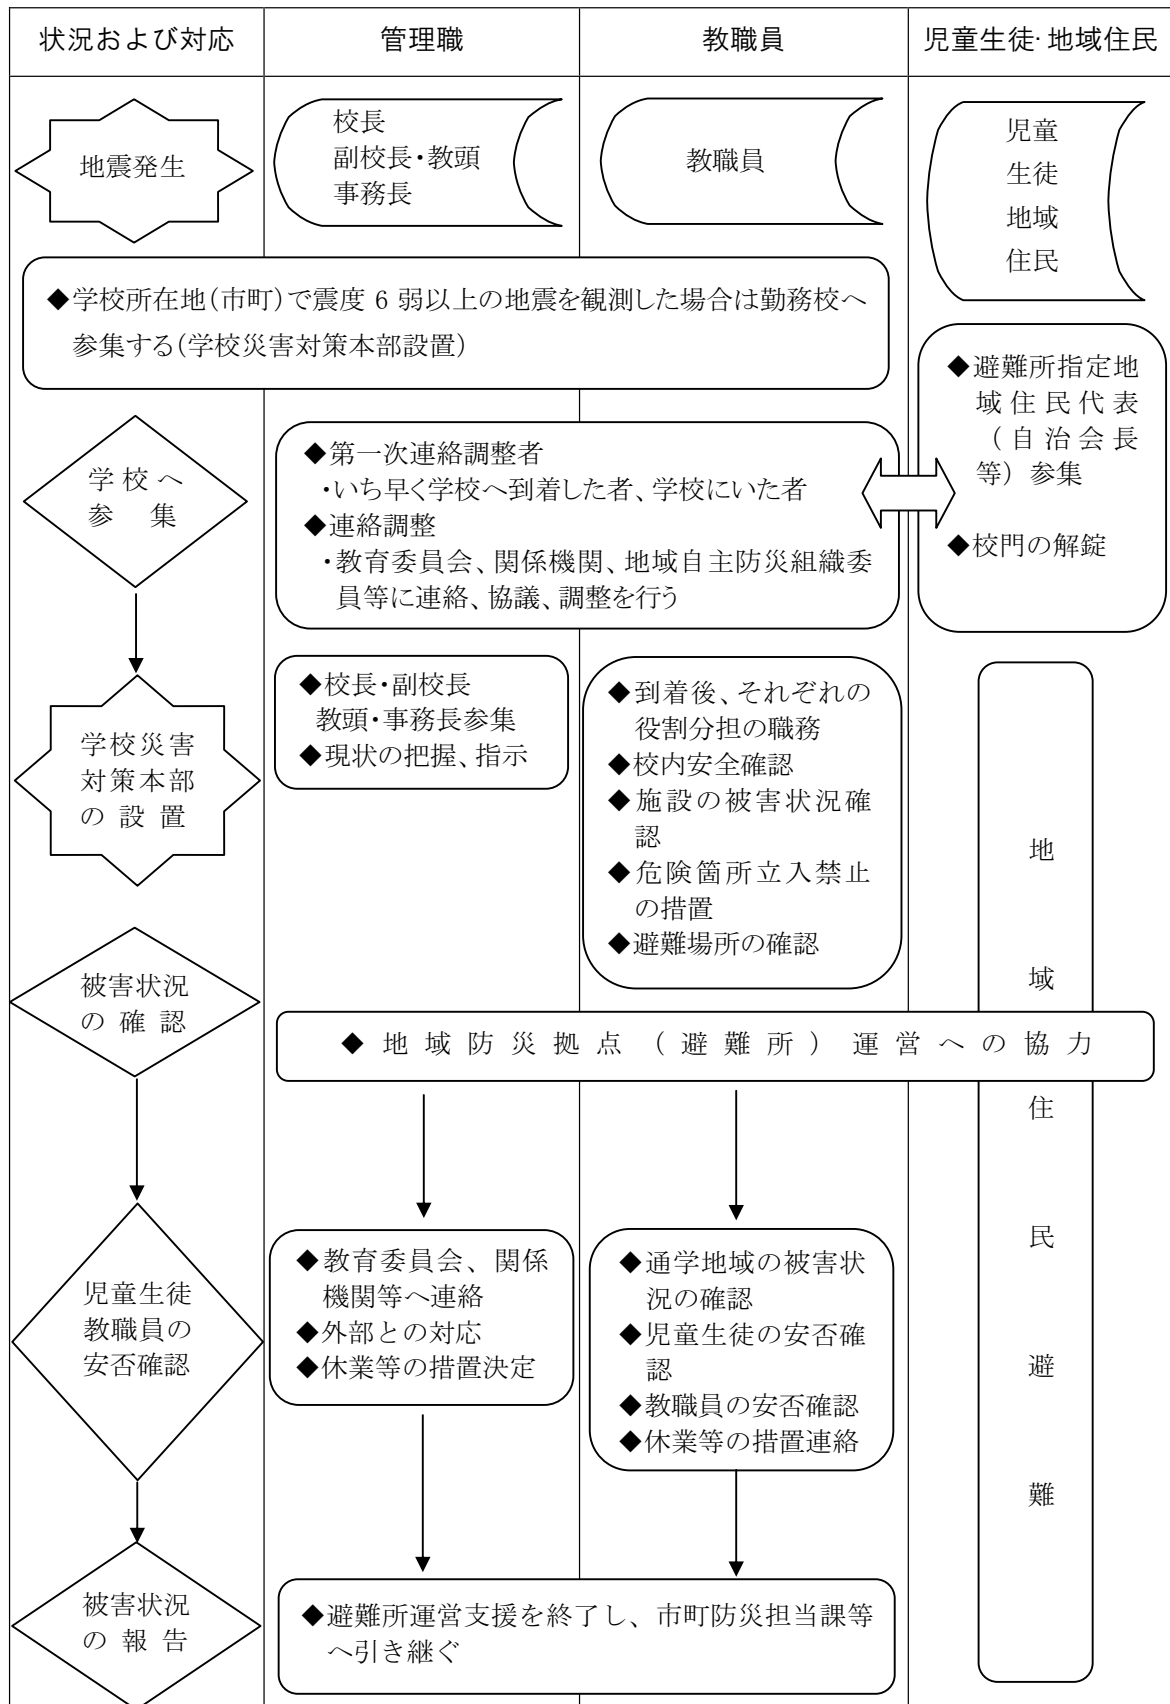 状況および対応
管理職
教職員
児童生徒・地域住民
地震発生
校長
副校長・教頭
事務長
教職員
児童
生徒
地域
住民
◆学校所在地(市町)で震度 6 弱以上の地震を観測した場合は勤務校へ
参集する(学校災害対策本部設置)
◆避難所指定地
域住民代表
(自治会長
等)参集
◆校門の解錠
学校へ
参集
◆第一次連絡調整者
・いち早く学校へ到着した者、学校にいた者
◆連絡調整
・教育委員会、関係機関、地域自主防災組織委
員等に連絡、協議、調整を行う
学校災害
対策本部
の設置
◆校長・副校長
教頭・事務長参集
◆現状の把握、指示
◆到着後、それぞれの
役割分担の職務
◆校内安全確認
◆施設の被害状況確
認
◆危険箇所立入禁止
の措置
◆避難場所の確認
地域住民避難
被害状況
の確認
◆地域防災拠点(避難所)運営への協力
児童生徒
教職員の
安否確認
◆教育委員会、関係
機関等へ連絡
◆外部との対応
◆休業等の措置決定
◆通学地域の被害状
況の確認
◆児童生徒の安否確
認
◆教職員の安否確認
◆休業等の措置連絡
被害状況
の報告
◆避難所運営支援を終了し、市町防災担当課等
へ引き継ぐ